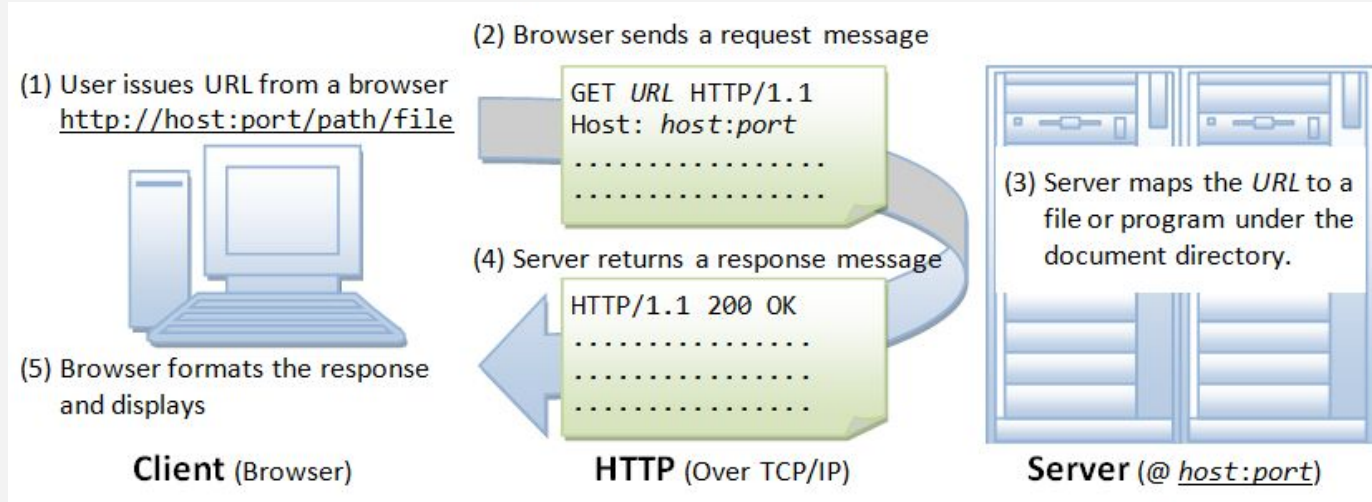 (1) User issues URL from a browser
http://host:port/path/file
(2) Browser sends a request message
GET URL HTTP/1.1
Host: host:port
..................
..................
(3) Server maps the URL to a
file or program under the
document directory.
(4) Server returns a response message
HTTP/1.1 200 OK
................
................
................
(5) Browser formats the response
and displays
Client (Browser)
HTTP (Over TCP/IP)
Server (@ host:port)